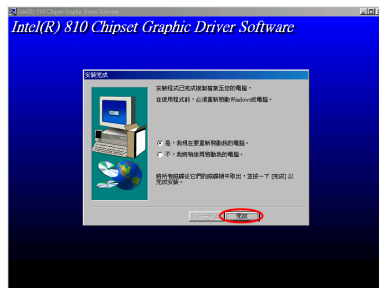 Intel(R) 810 Chipset Graphic Driver Software
Intel(R) 810 Chipset Graphic Driver Software
安裝完成
安裝程式已完成複製檔案至您的電腦。
在使用程式前，必須重新啟動Windows或電腦。
是，我現在要重新啟動我的電腦。
不，我將稍後再啟動我的電腦。
將所有磁碟從它們的磁碟機中取出，並按一下 [完成] 以
完成安裝。
完成